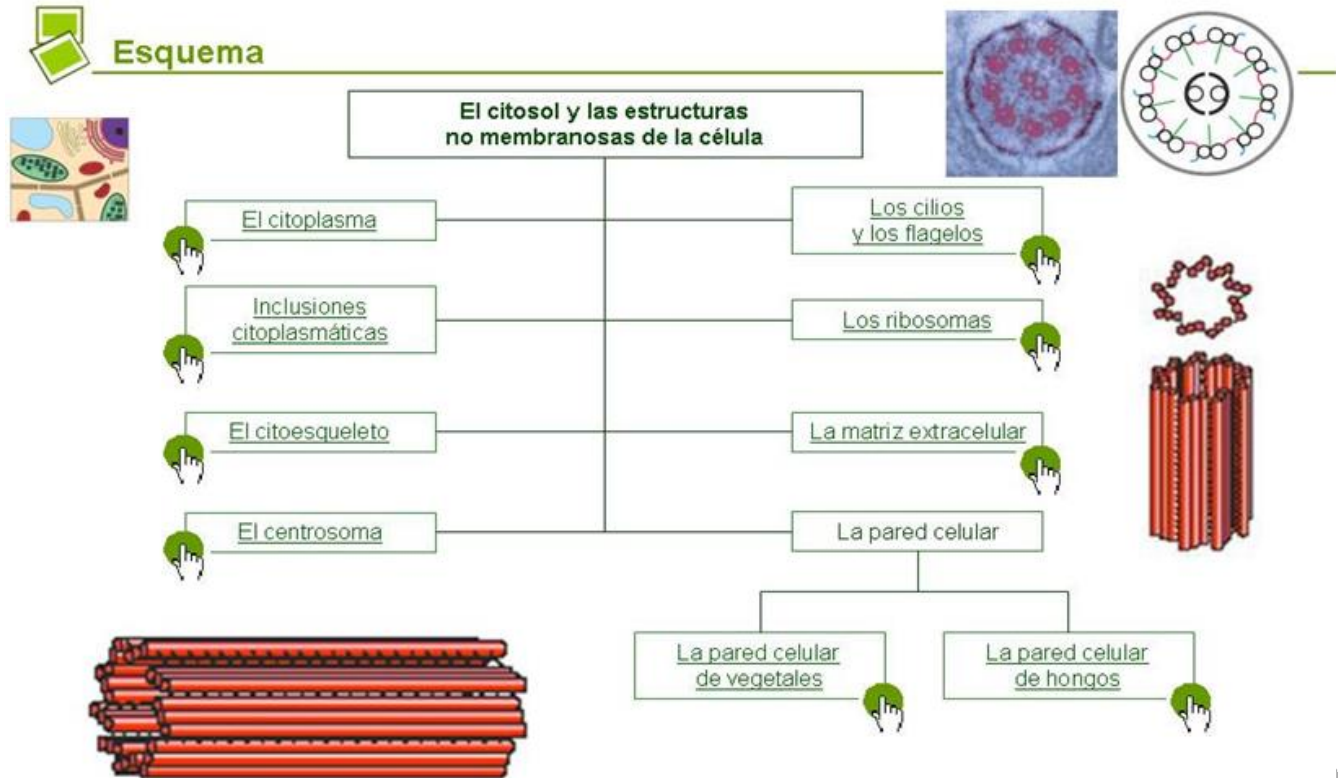 Esquema
El citosol y las estructuras
no membranosas de la célula
El citoplasma
Los cilios
y los flagelos
Inclusiones
citoplasmáticas
Los ribosomas
El citoesqueleto
La matriz extracelular
El centrosoma
La pared celular
La pared celular
de vegetales
La pared celular
de hongos